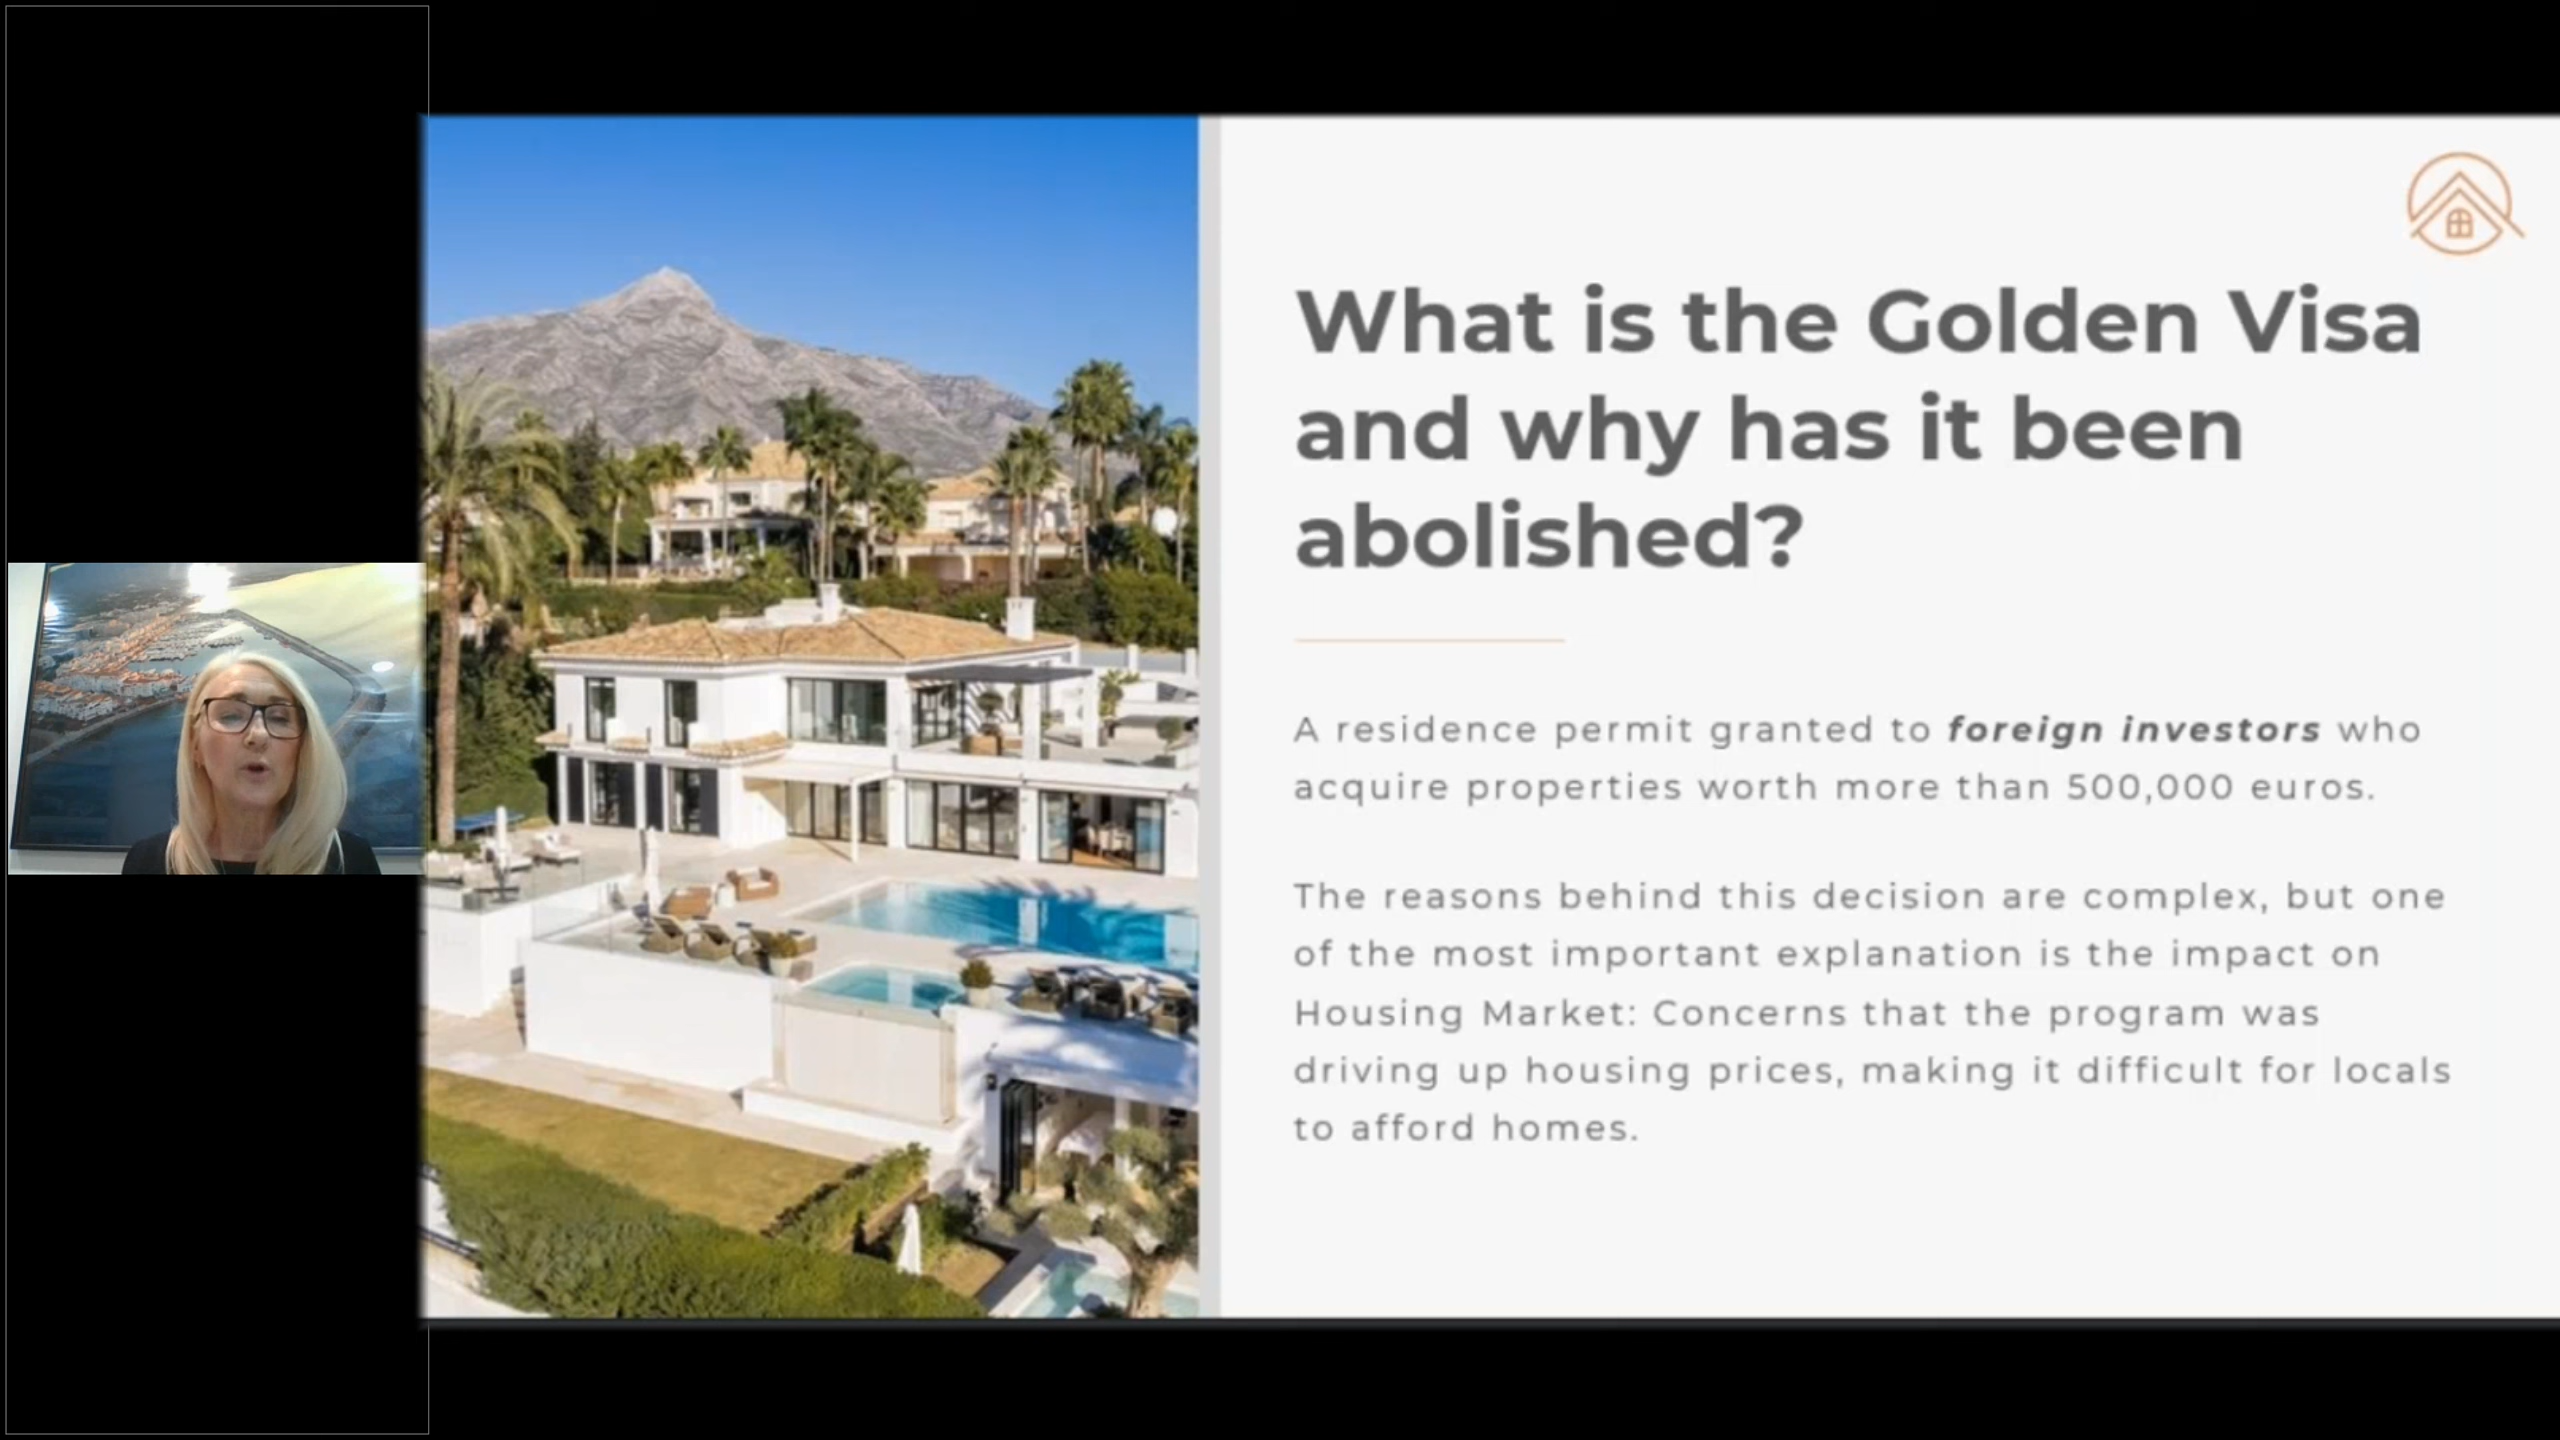 What is the Golden Visa
and why has it been
abolished?
A residence permit granted to foreign investors who
acquire properties worth more than 500,000 euros.
The reasons behind this decision are complex, but one
of the most important explanation is the impact on
Housing Market: Concerns that the program was
driving up housing prices, making it difficult for locals
to afford homes.